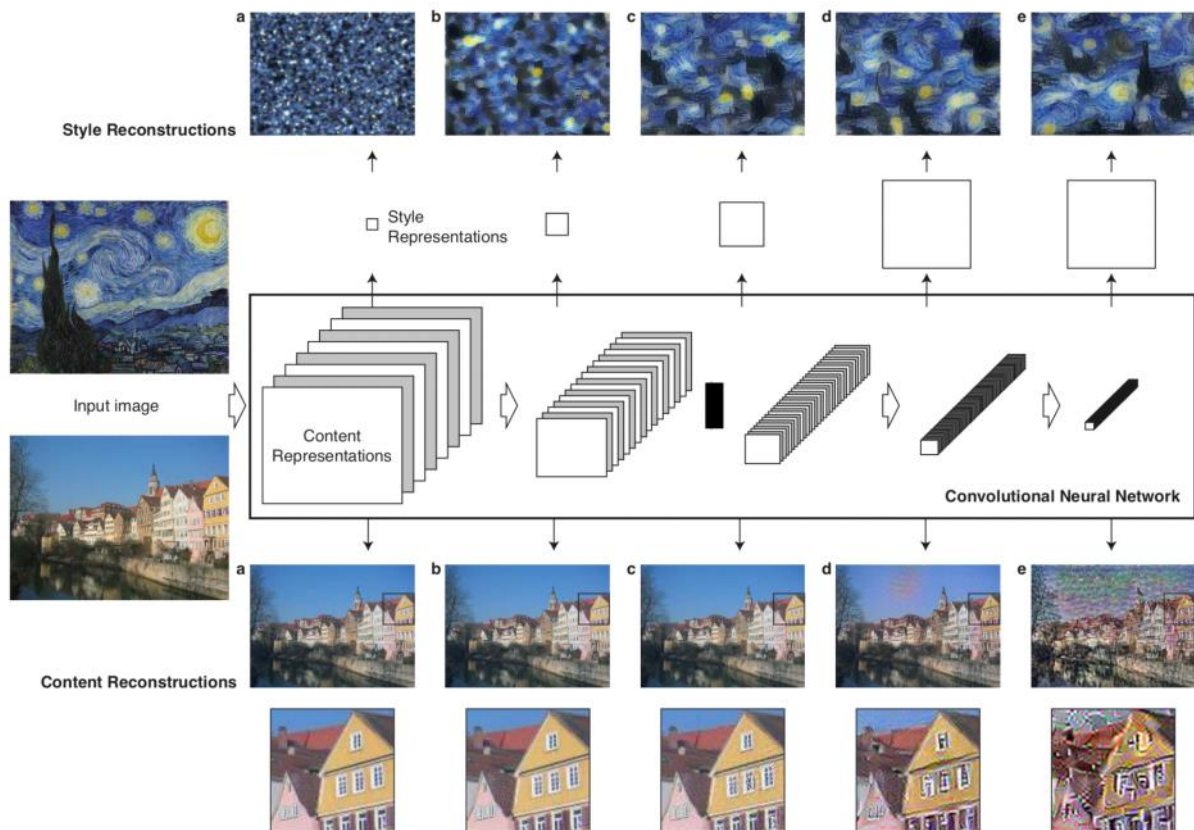 a
b
c
d
e
Style Reconstructions
Style
Representations
Input image
Content
Representations
Convolutional Neural Network
a
b
c
d
e
Content Reconstructions